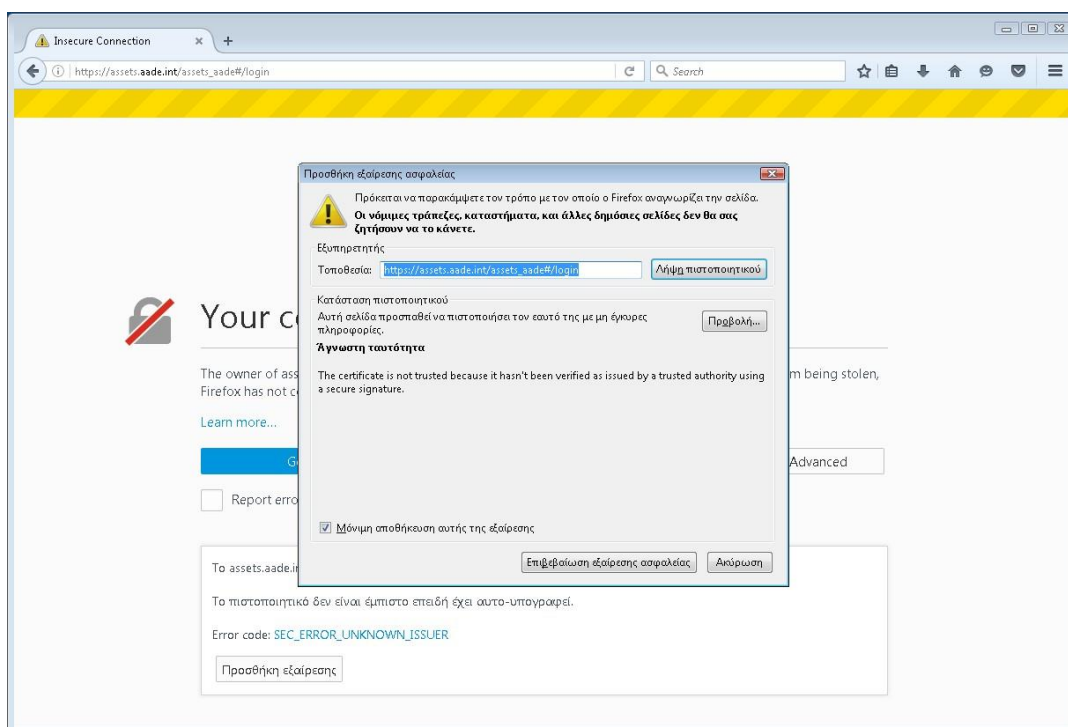 Insecure Connection
https://assets.aade.int/assets_aade#/login
Search
Προσθήκη εξαίρεσης ασφαλείας
Πρόκειται να παρακάμψετε τον τρόπο με τον οποίο ο Firefox αναγνωρίζει την σελίδα.
Οι νόμιμες τράπεζες, καταστήματα, και άλλες δημόσιες σελίδες δεν θα σας
ζητήσουν να το κάνετε.
Εξυπηρετητής
Τοποθεσία: https://assets.aade.int/assets_aade#/login Λήψη πιστοποιητικού
Κατάσταση πιστοποιητικού
Αυτή σελίδα προσπαθεί να πιστοποιήσει τον εαυτό της με μη έγκυρες
πληροφορίες.
Προβολή...
Άγνωστη ταυτότητα
The certificate is not trusted because it hasn't been verified as issued by a trusted authority using
a secure signature.
Μόνιμη αποθήκευση αυτής της εξαίρεσης
Επιβεβαίωση εξαίρεσης ασφαλείας Ακύρωση
Your c
The owner of ass m being stolen,
Firefox has not c
Learn more...
G Advanced
Report erro
Το assets.aade.i
Το πιστοποιητικό δεν είναι έμπιστο επειδή έχει αυτο-υπογραφεί.
Error code: SEC_ERROR_UNKNOWN_ISSUER
Προσθήκη εξαίρεσης